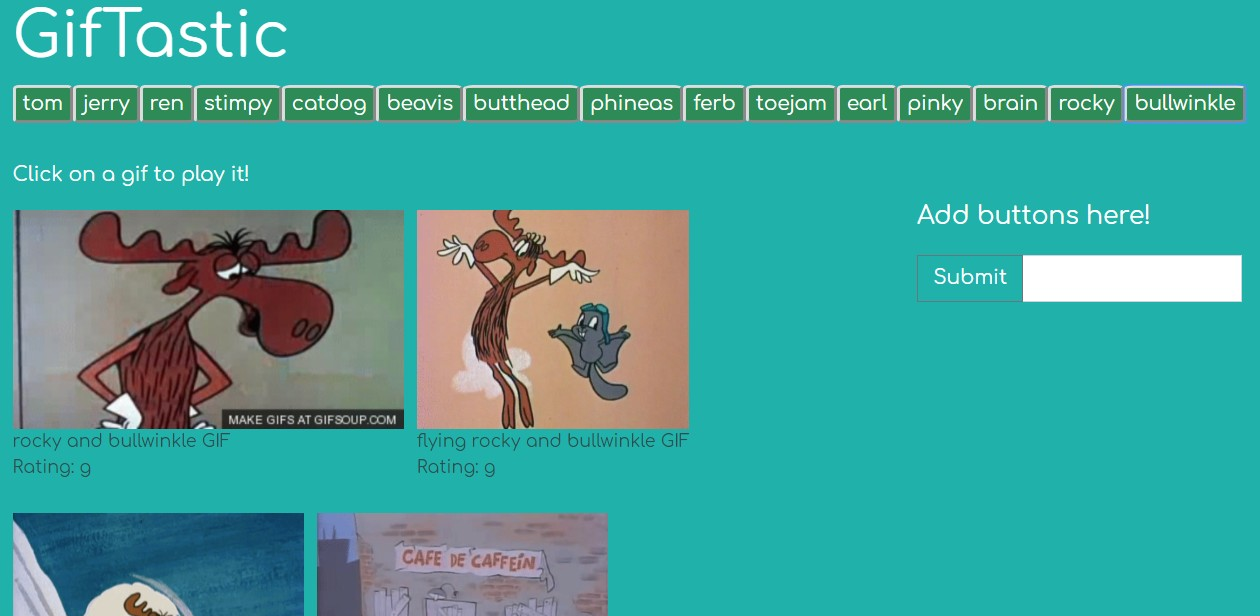 GifTastic
tom jerry ren stimpy catdog beavis butthead phineas ferb toejam earl pinky brain rocky bullwinkle
Click on a gif to play it!
Add buttons here!
Submit
MAKE GIFS AT GIFSOUP.COM
rocky and bullwinkle GIF
Rating: g
flying rocky and bullwinkle GIF
Rating: g
CAFE DE CAFFEiN